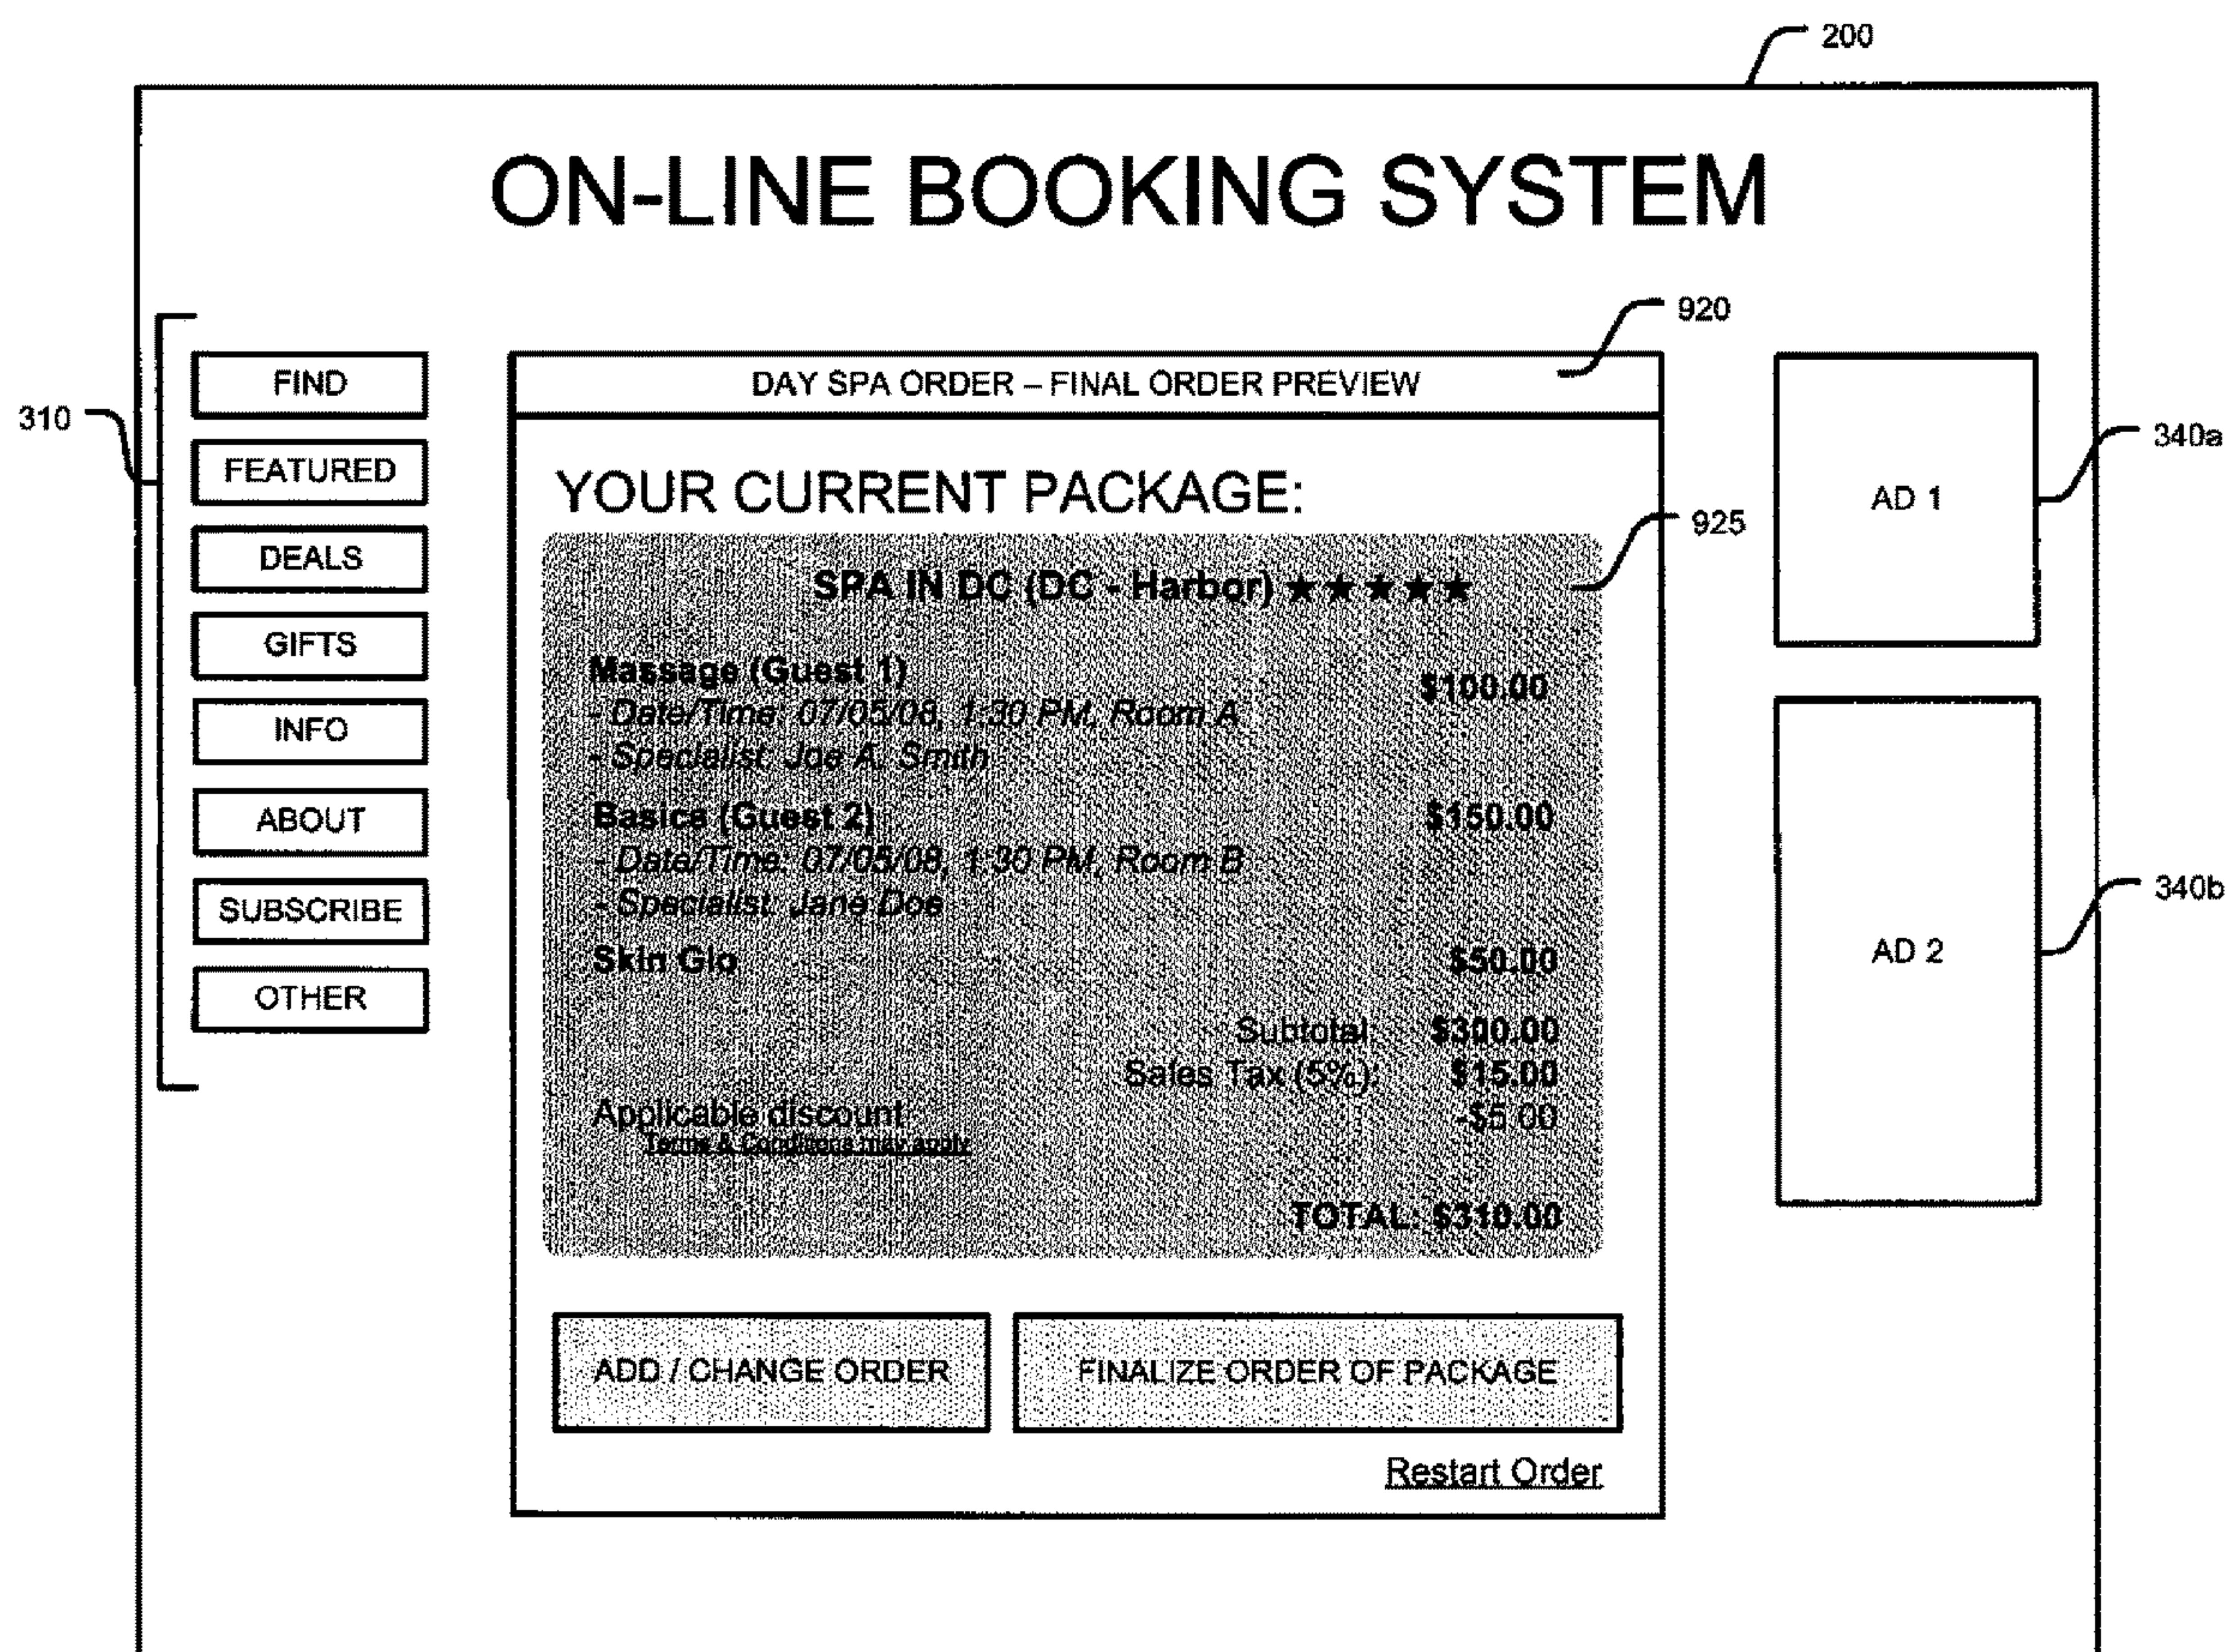 200
ON-LINE BOOKING SYSTEM
920
310
FIND
FEATURED
DEALS
GIFTS
INFO
ABOUT
SUBSCRIBE
OTHER
DAY SPA ORDER – FINAL ORDER PREVIEW
YOUR CURRENT PACKAGE:
925
SPA IN DC (DC - Harbor) ★★★★★
Massage (Guest 1) $100.00
- Date/Time: 07/05/08, 1:30 PM, Room A
- Specialist: Joe A. Smith
Basics (Guest 2) $150.00
- Date/Time: 07/05/08, 1:30 PM, Room B
- Specialist: Jane Doe
Skin Glo $50.00
Subtotal: $300.00
Sales Tax (5%): $15.00
Applicable discount -$5.00
Terms & Conditions may apply
TOTAL: $310.00
ADD / CHANGE ORDER
FINALIZE ORDER OF PACKAGE
Restart Order
AD 1
340a
AD 2
340b